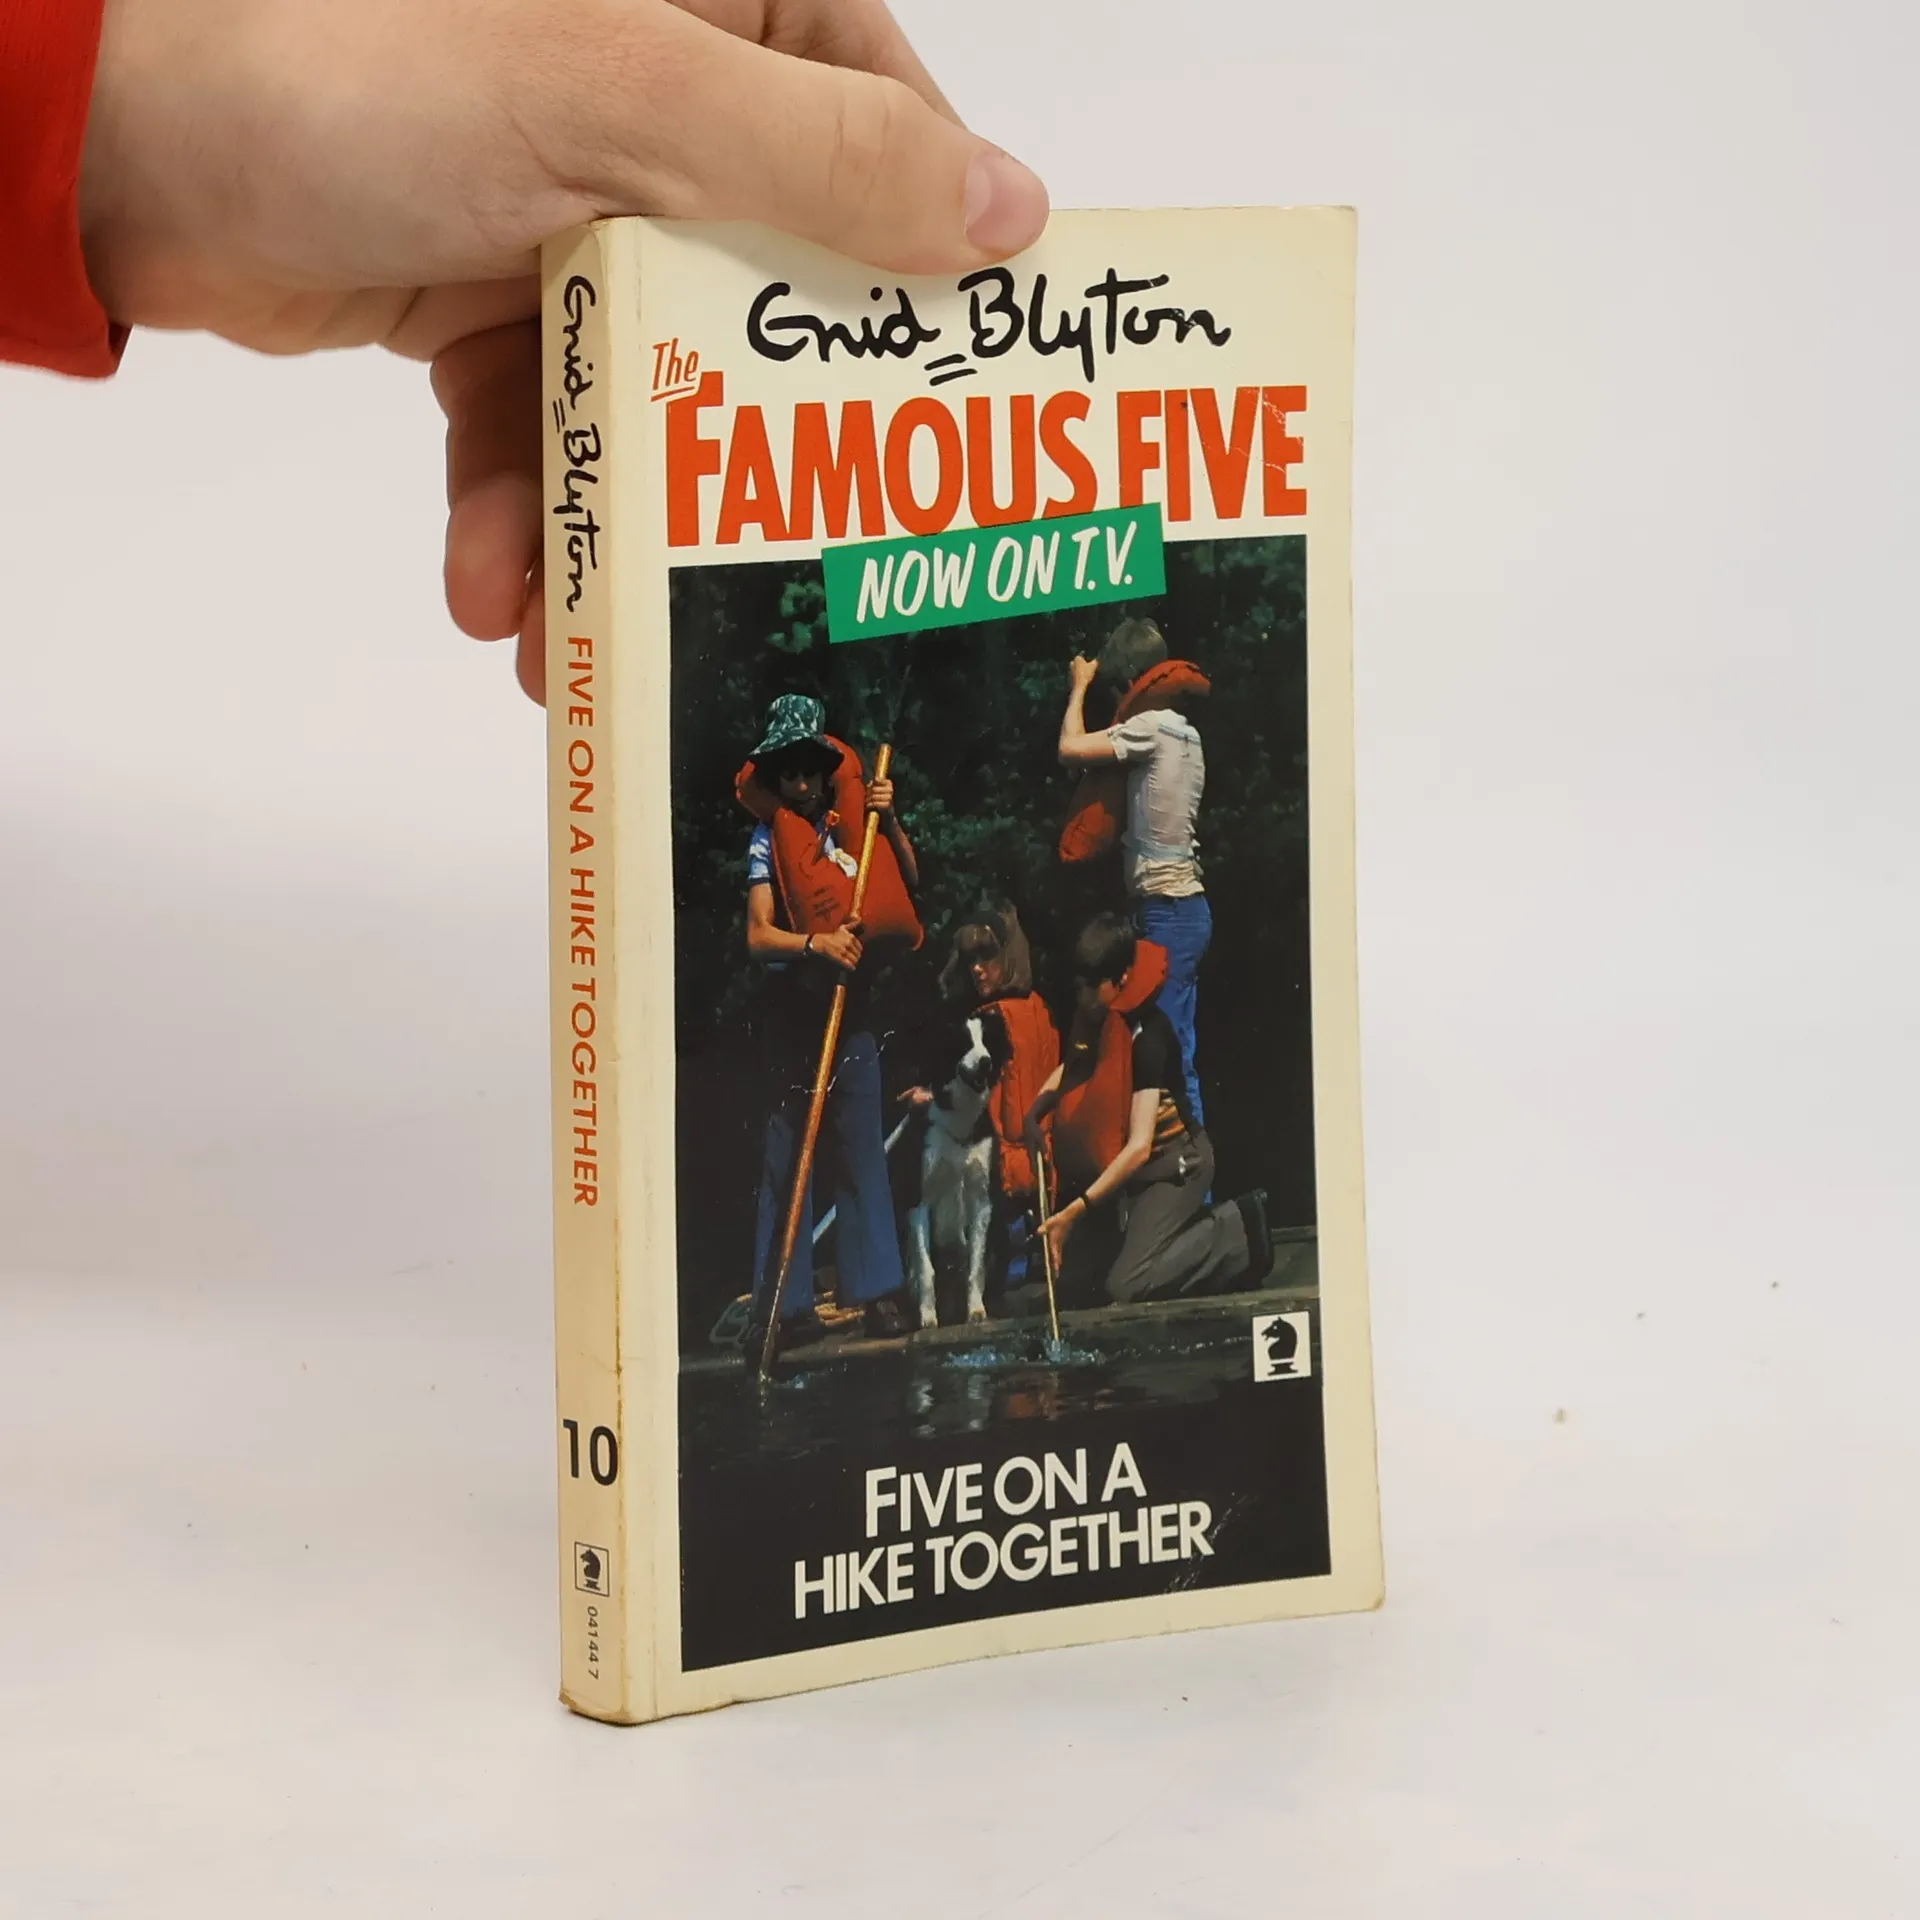 Enid Blyton
The
FAMOUS FIVE
NOW ON T.V.
FIVE ON A
HIKE TOGETHER
Enid Blyton FIVE ON A HIKE TOGETHER
10
04144 7